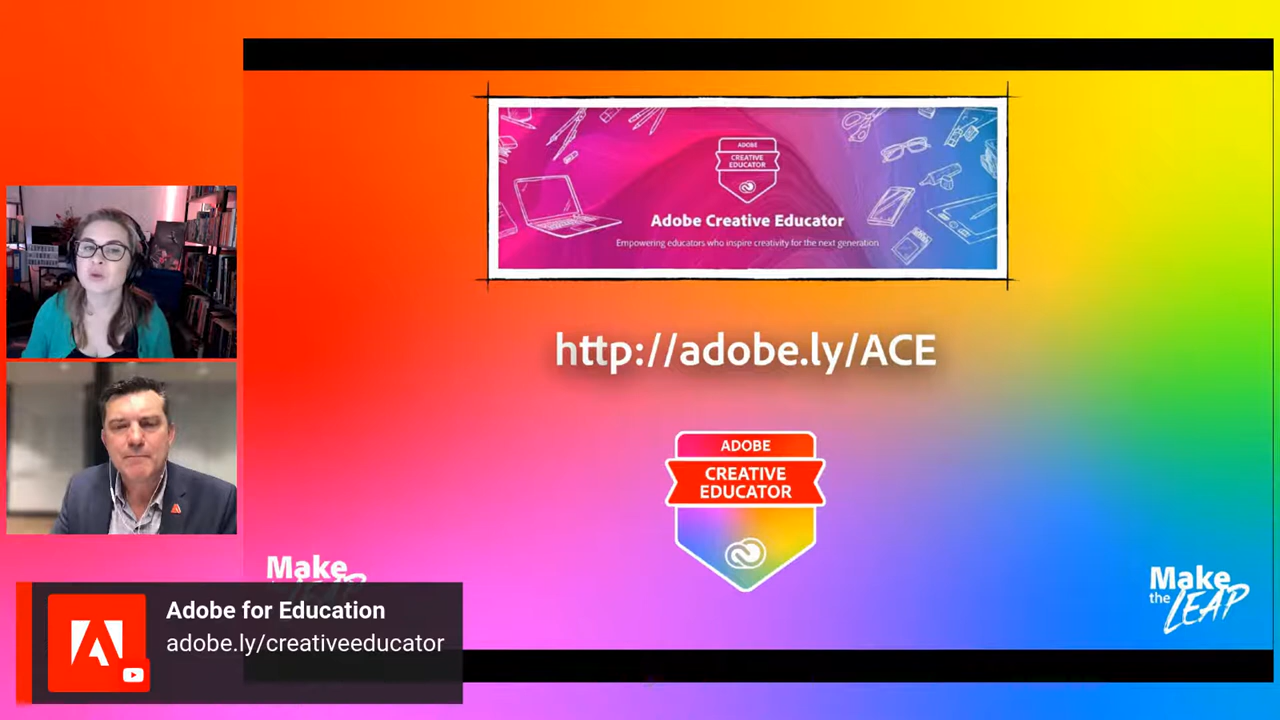 ADOBE
CREATIVE
EDUCATOR
Adobe Creative Educator
Empowering educators who inspire creativity for the next generation
http://adobe.ly/ACE
ADOBE
CREATIVE
EDUCATOR
Make
Make
the
LEAP
Adobe for Education
adobe.ly/creativeeducator